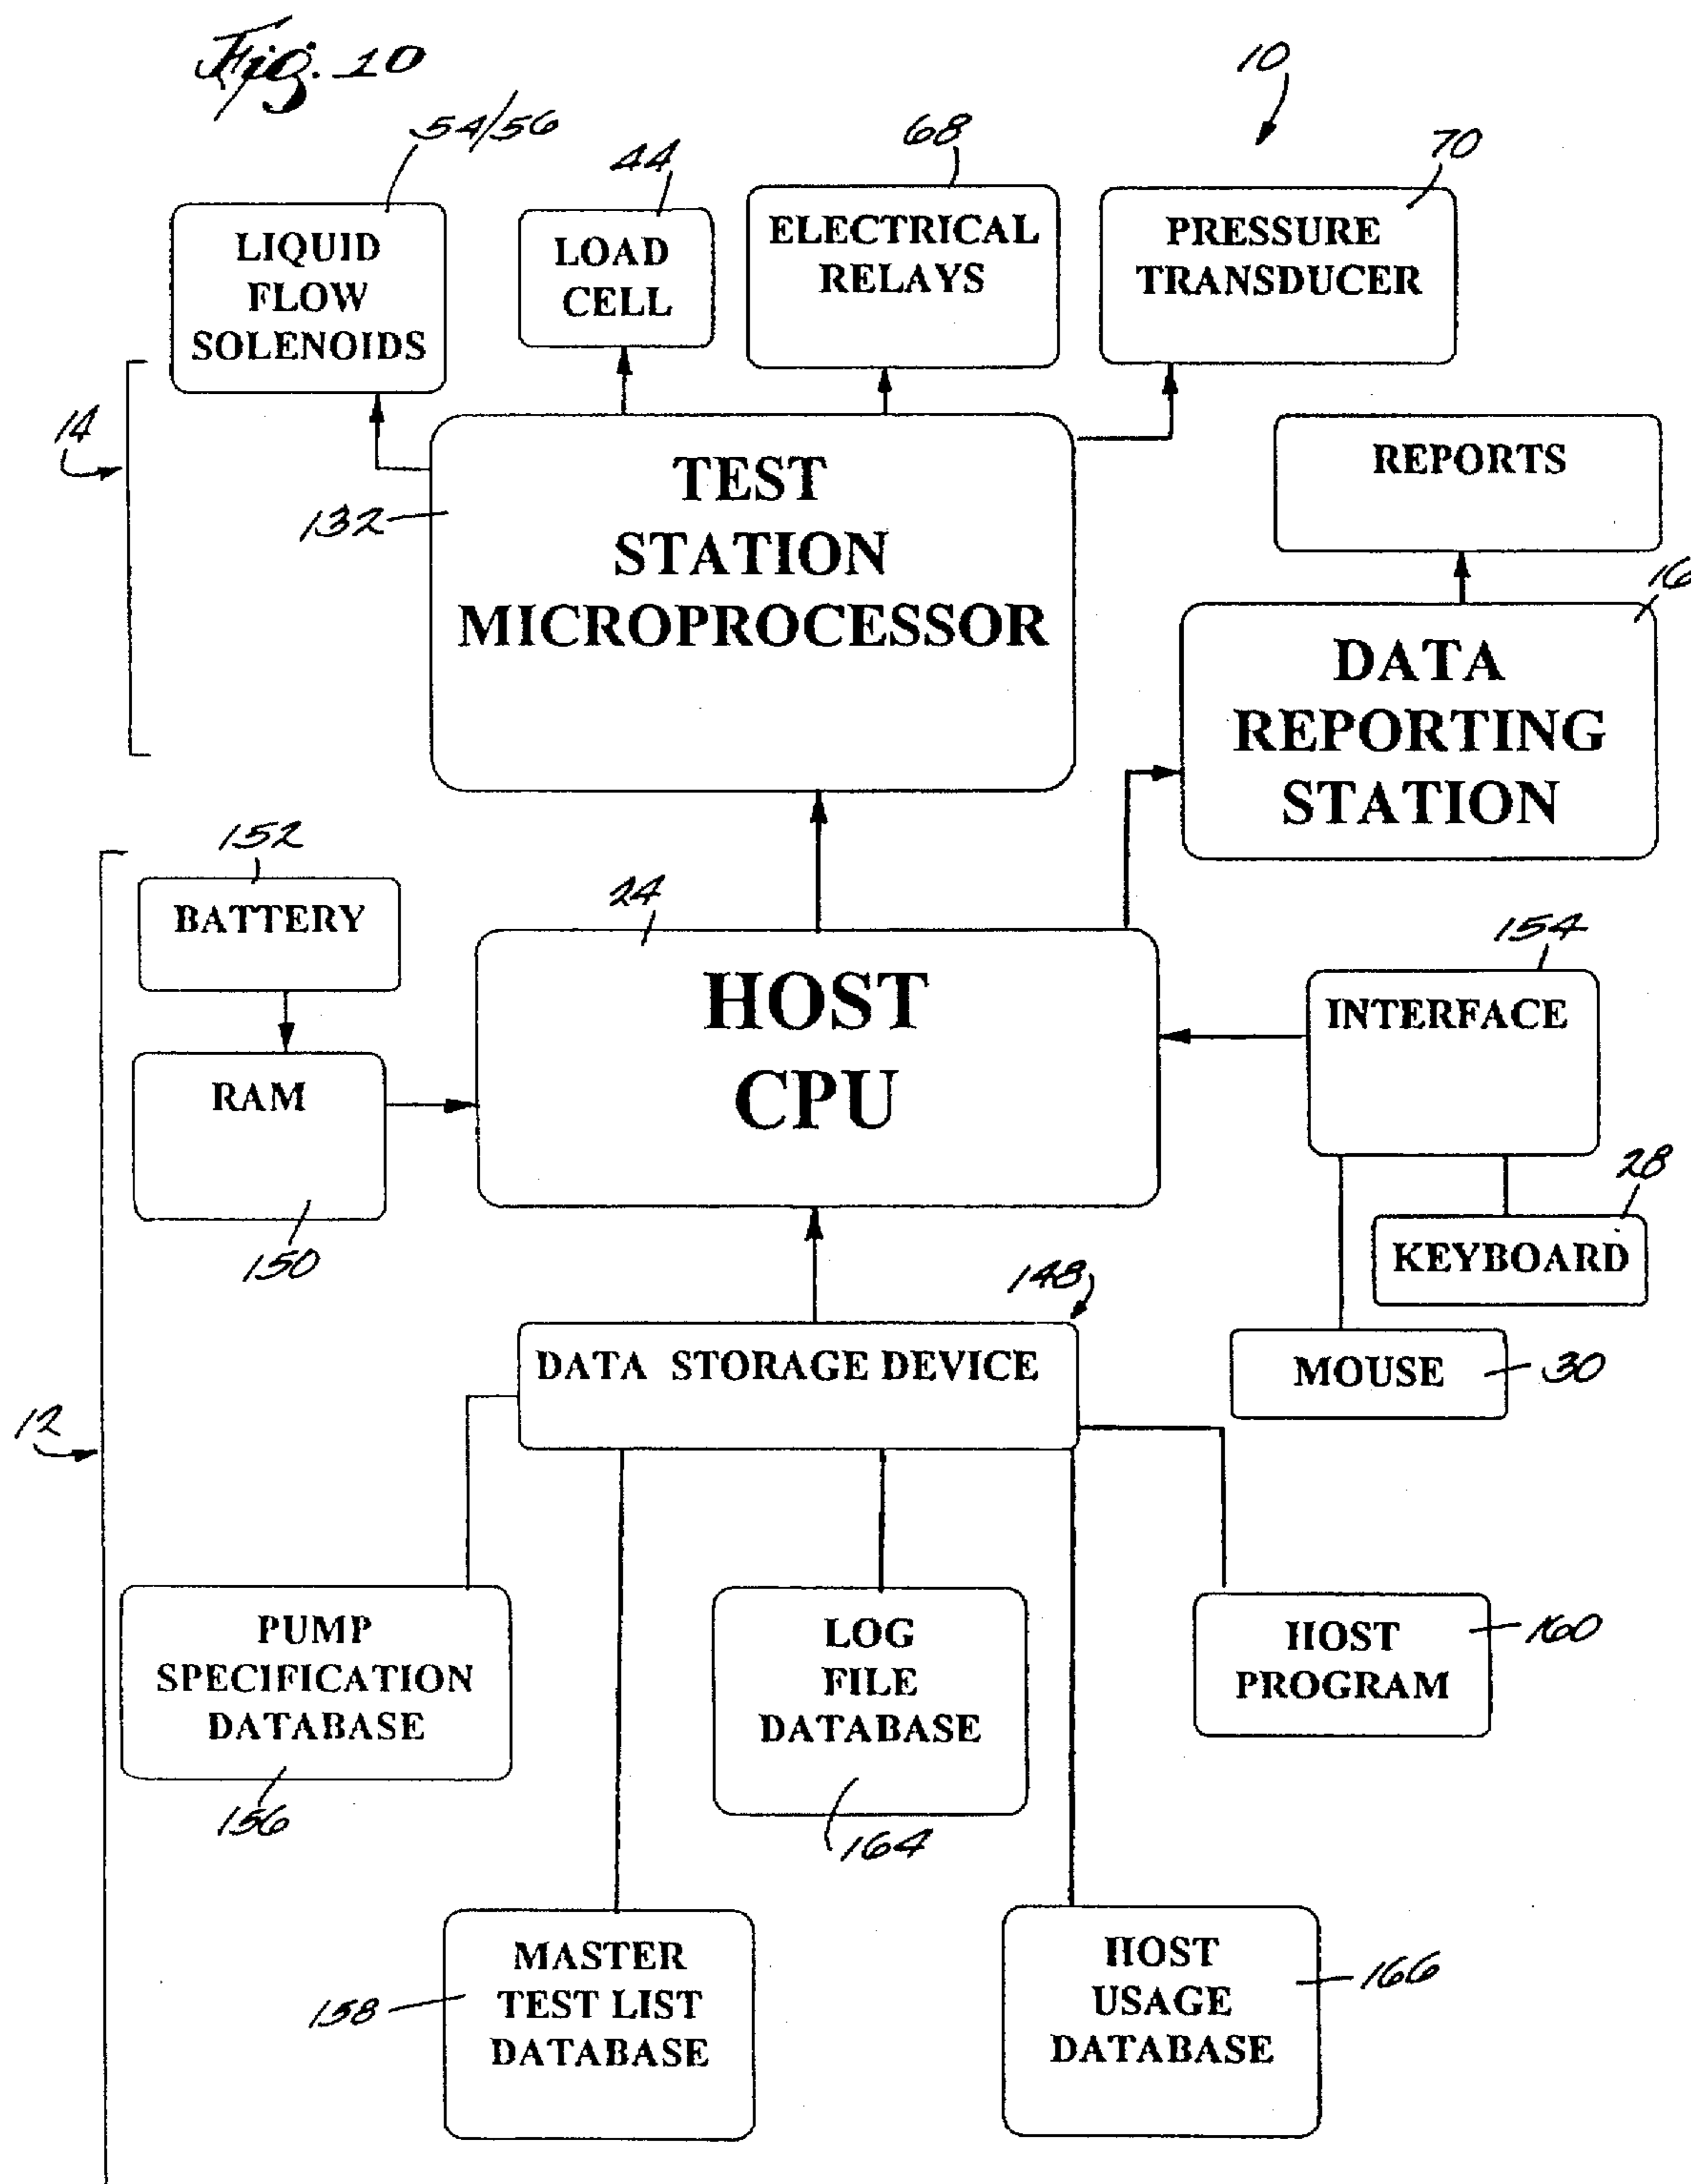 Fig. 10
10
54/56
44
68
70
LIQUID
FLOW
SOLENOIDS
LOAD
CELL
ELECTRICAL
RELAYS
PRESSURE
TRANSDUCER
14
132
TEST
STATION
MICROPROCESSOR
REPORTS
16
DATA
REPORTING
STATION
152
BATTERY
24
HOST
CPU
154
INTERFACE
RAM
150
28
KEYBOARD
148
DATA STORAGE DEVICE
MOUSE
30
12
PUMP
SPECIFICATION
DATABASE
156
LOG
FILE
DATABASE
164
HOST
PROGRAM
160
MASTER
TEST LIST
DATABASE
158
HOST
USAGE
DATABASE
166